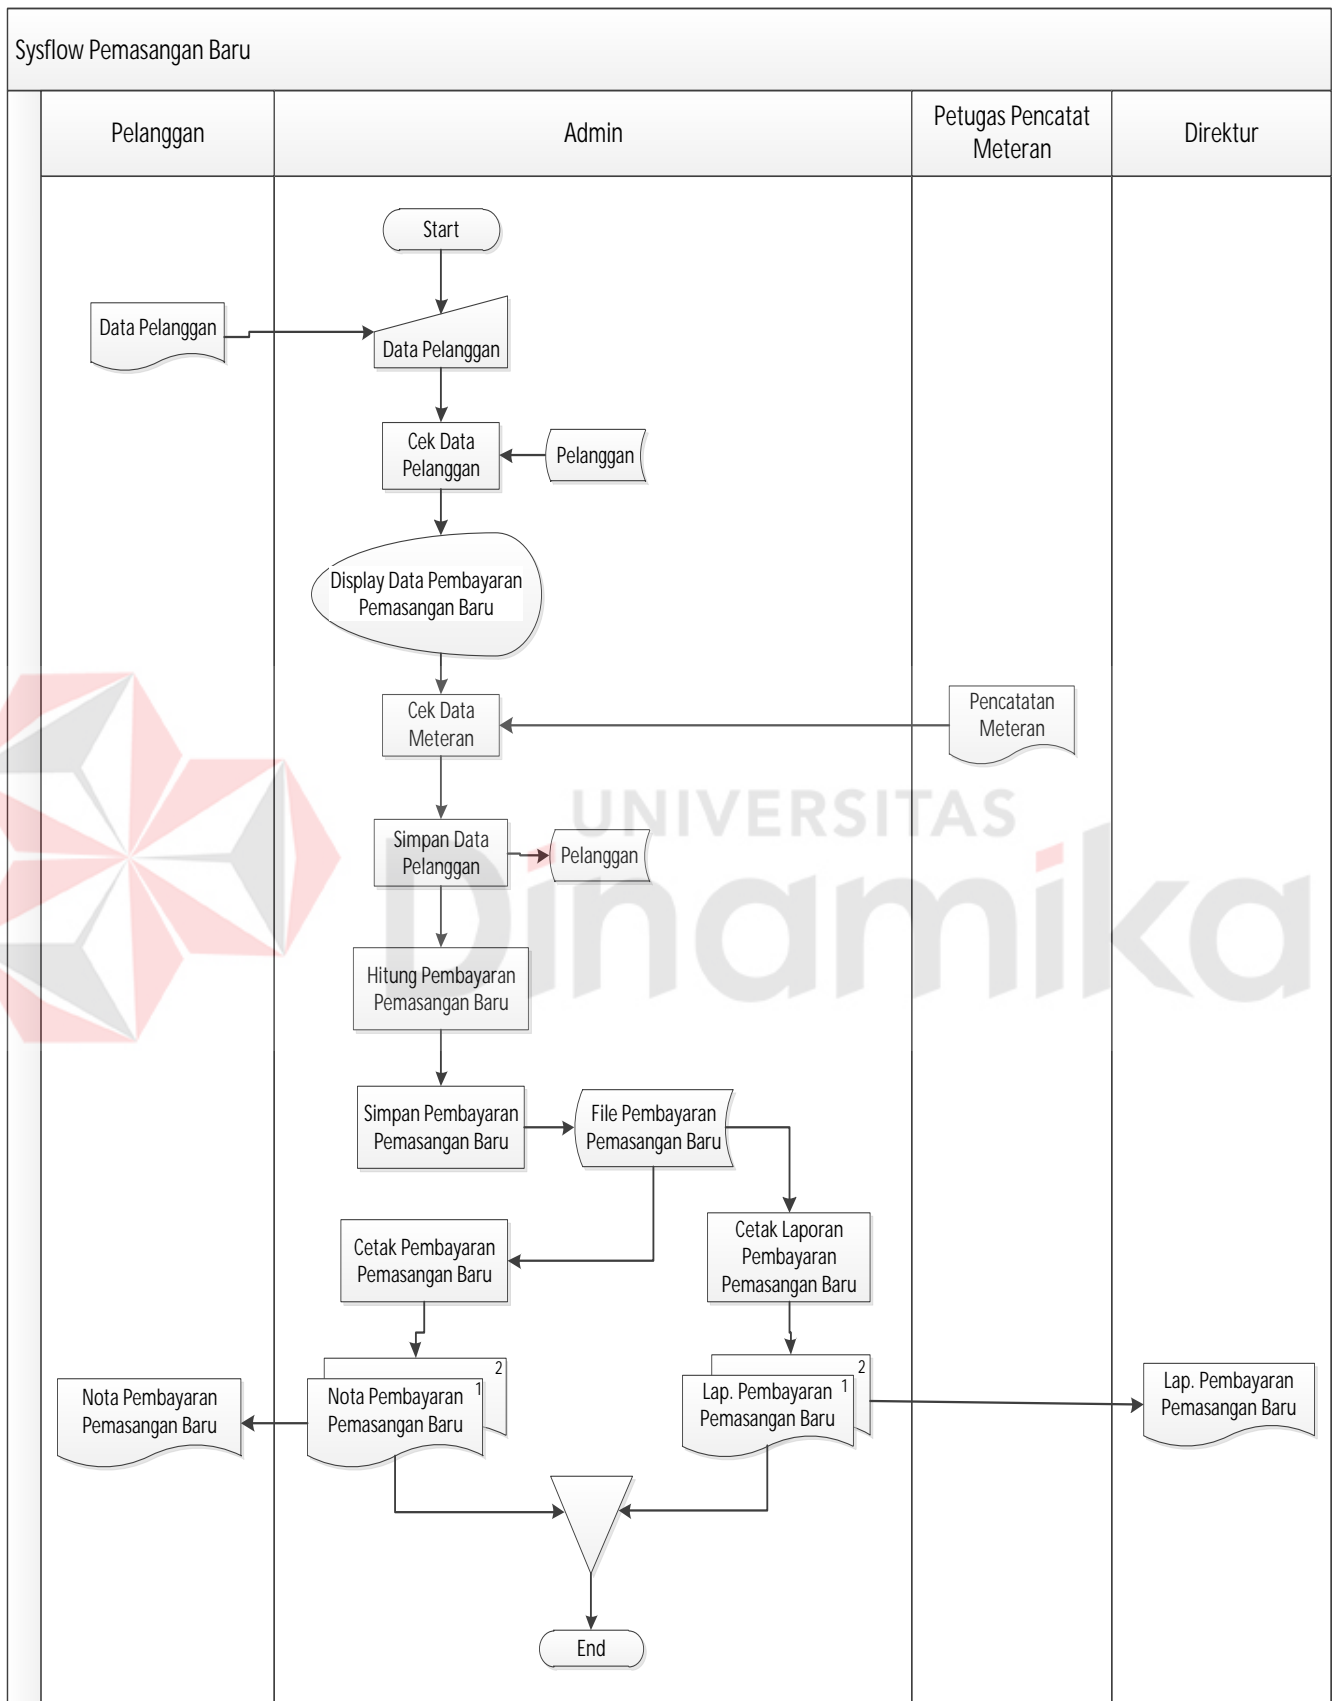 Sysflow Pemasangan Baru
Pelanggan
Admin
Petugas Pencatat
Meteran
Direktur
Start
Data Pelanggan
Data Pelanggan
Cek Data
Pelanggan
Pelanggan
Display Data Pembayaran
Pemasangan Baru
Cek Data
Meteran
Pencatatan
Meteran
UNIVERSITAS
Dinamika
Simpan Data
Pelanggan
Pelanggan
Hitung Pembayaran
Pemasangan Baru
Simpan Pembayaran
Pemasangan Baru
File Pembayaran
Pemasangan Baru
Cetak Pembayaran
Pemasangan Baru
Cetak Laporan
Pembayaran
Pemasangan Baru
Nota Pembayaran
Pemasangan Baru
2
1
Nota Pembayaran
Pemasangan Baru
2
1
Lap. Pembayaran
Pemasangan Baru
Lap. Pembayaran
Pemasangan Baru
End